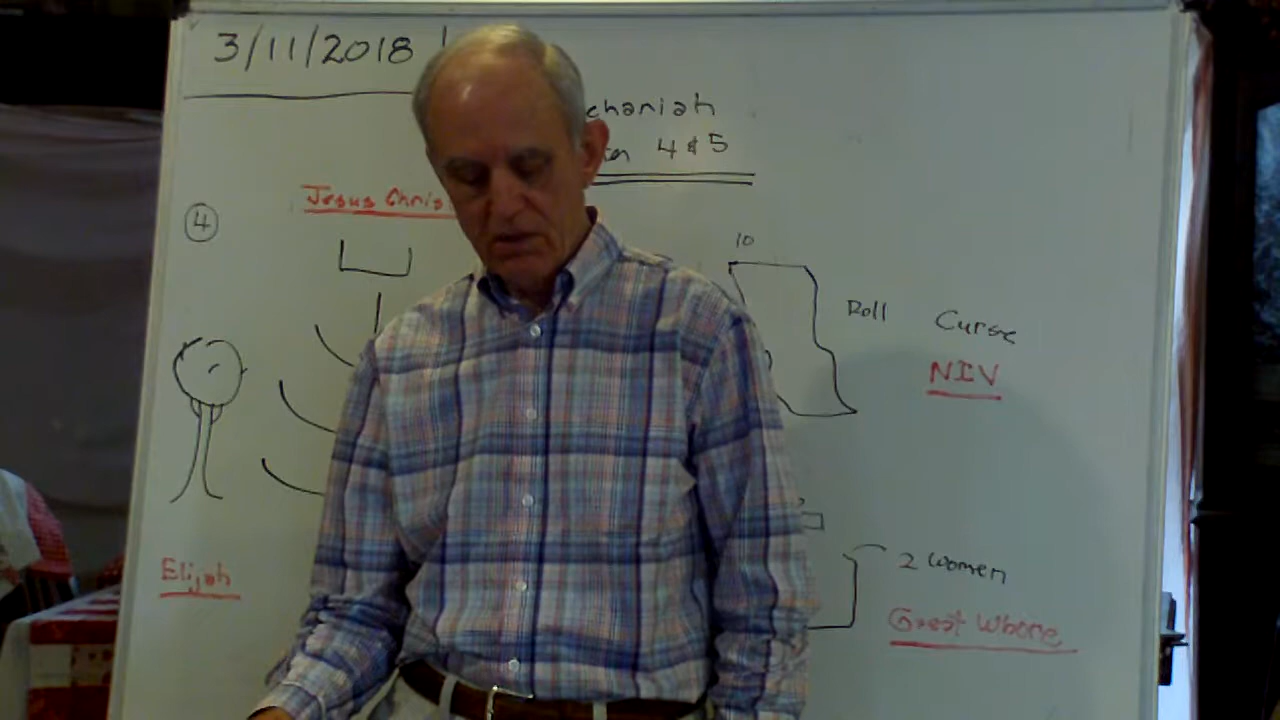 3/11/2018
chariah
4 & 5
Jesus Chris
4
10
Roll
Curse
NIV
Elijah
2 women
Great Whore